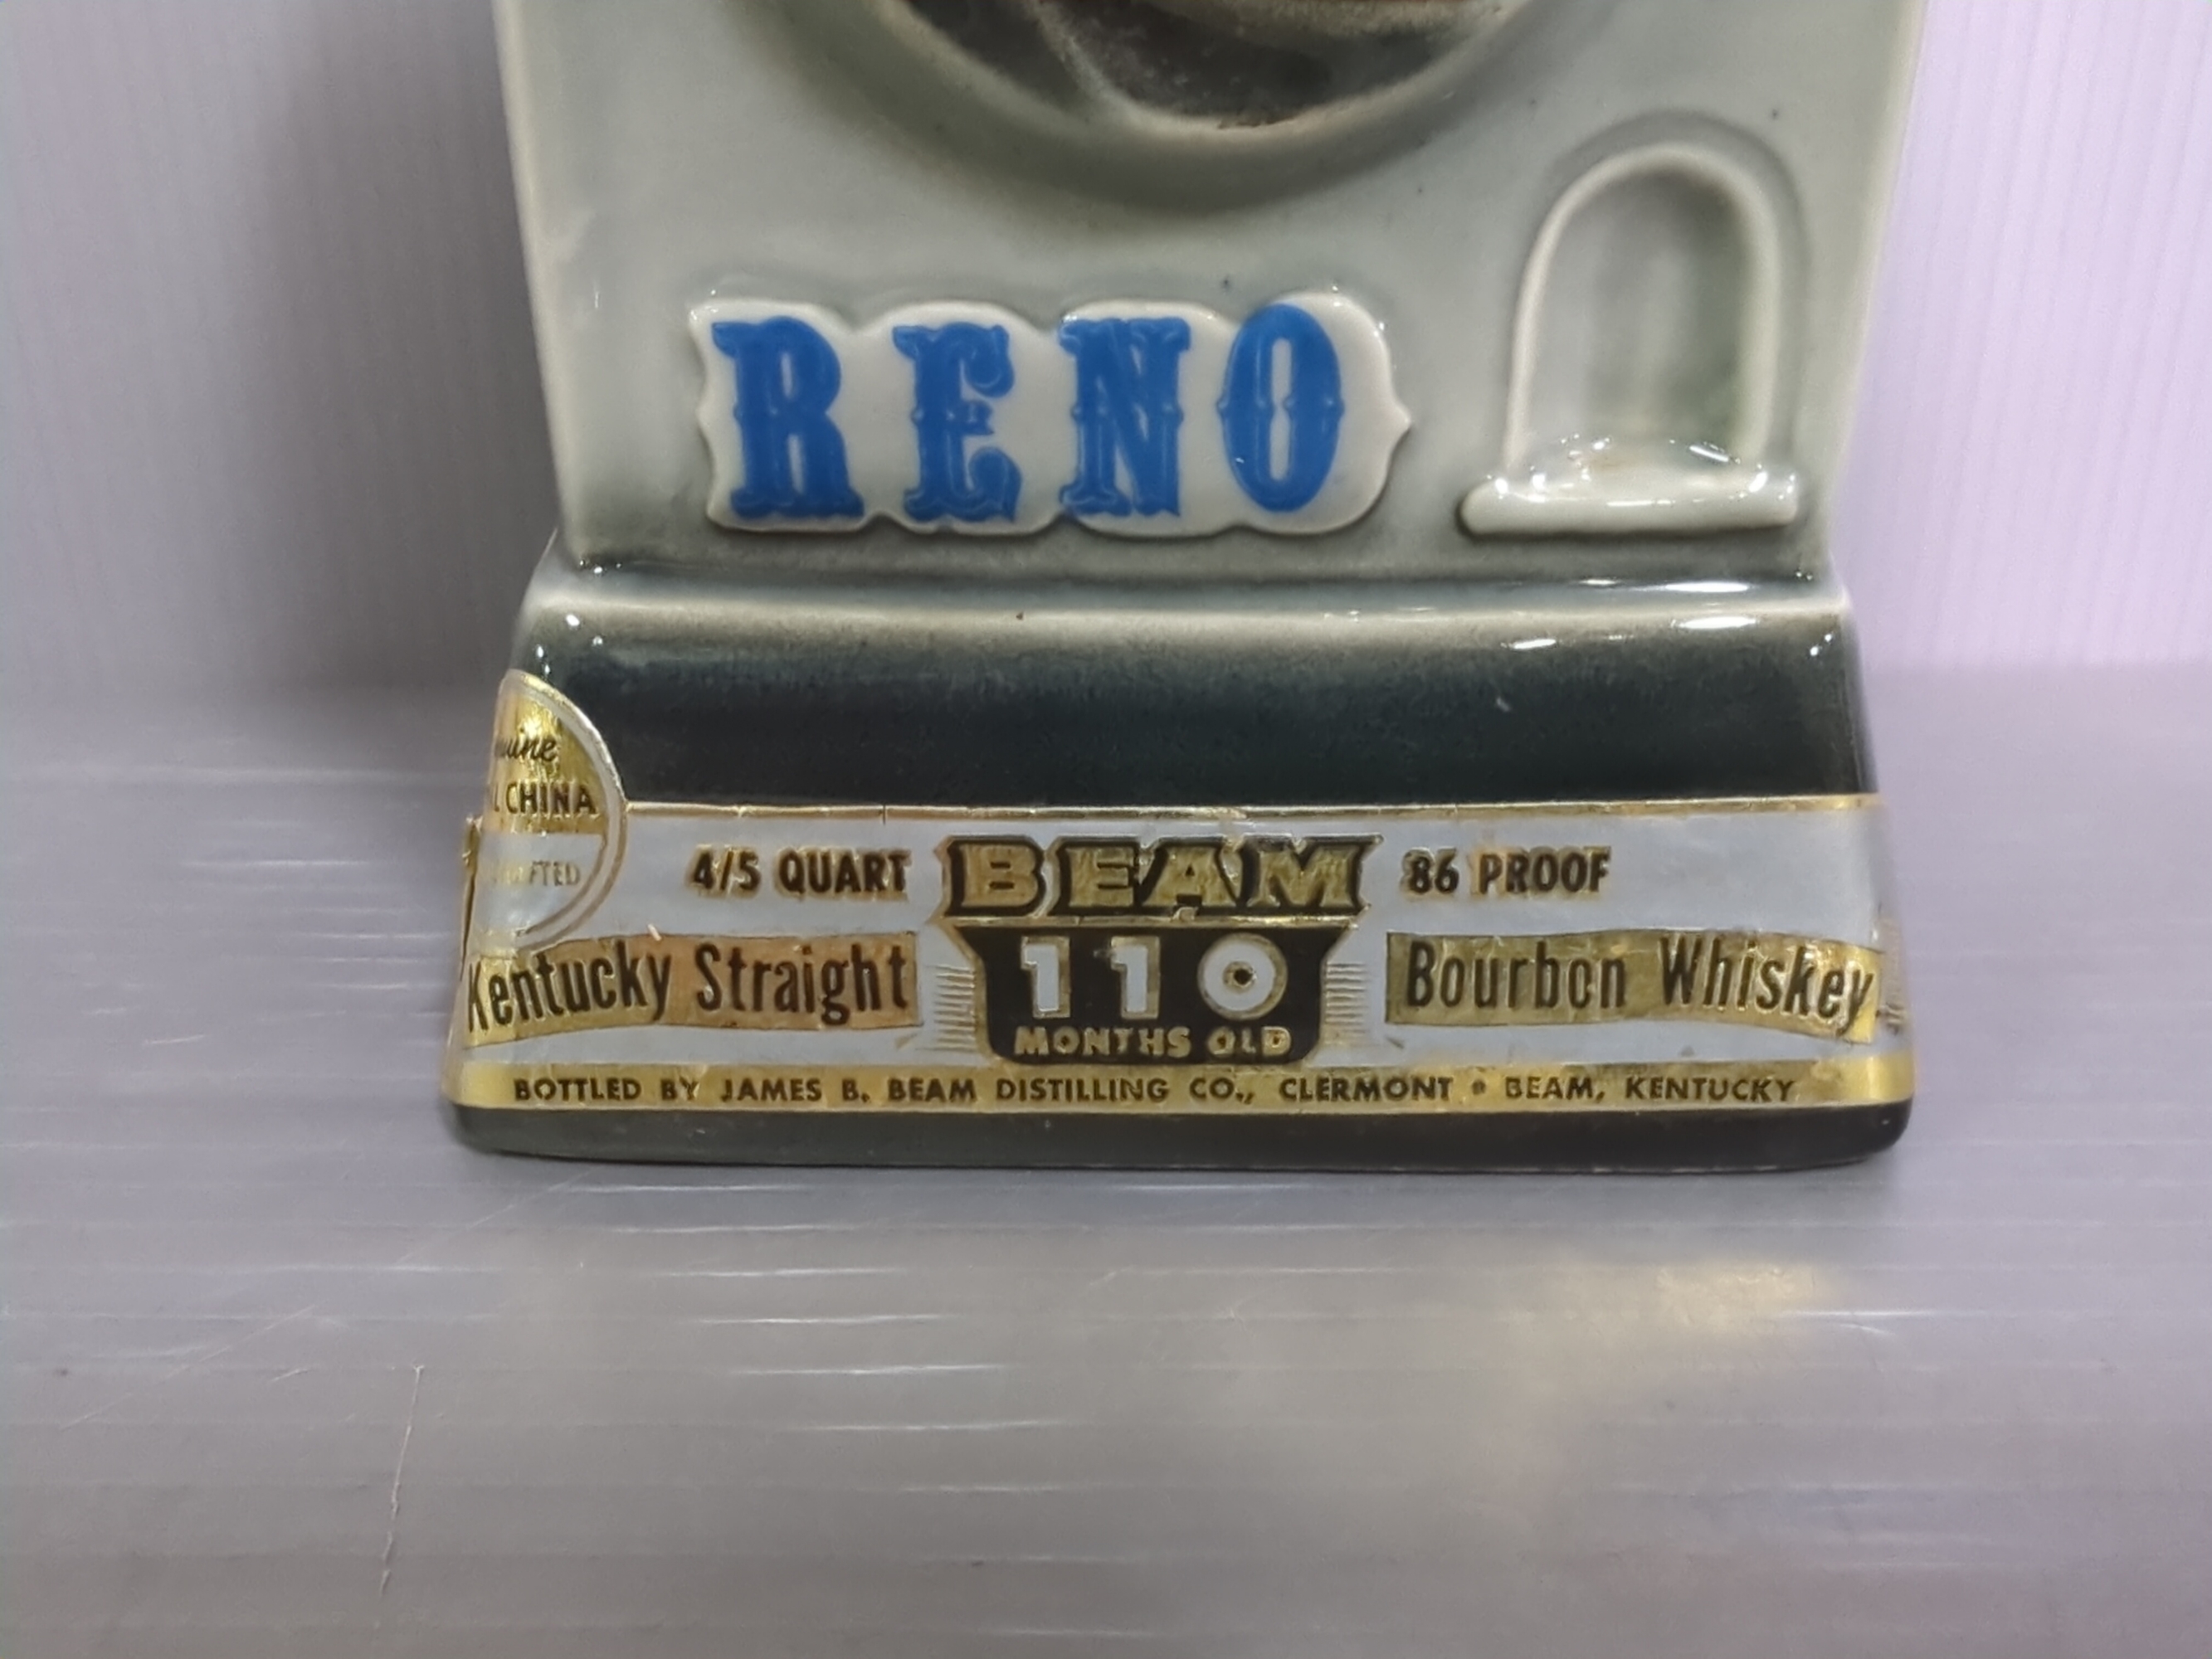 RENO
CHINA
4/5 QUART BEAM 86 PROOF
Kentucky Straight 110 Bourbon Whiskey
MONTHS OLD
BOTTLED BY JAMES B. BEAM DISTILLING CO., CLERMONT • BEAM, KENTUCKY